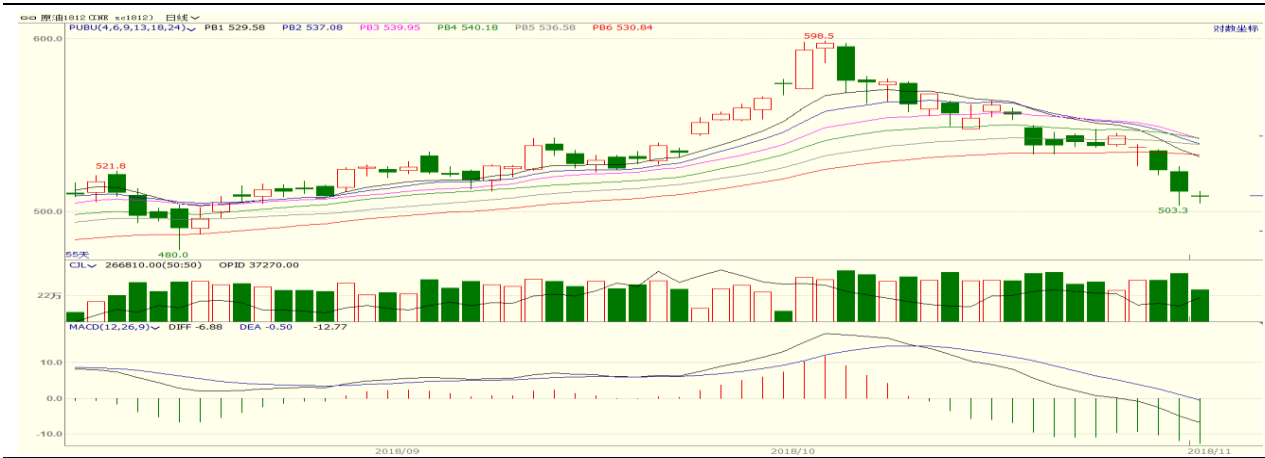 原油1812(INE sc1812) 日线
PUBU(4,6,9,13,18,24) PB1 529.58 PB2 537.08 PB3 539.95 PB4 540.18 PB5 536.58 PB6 530.84 对数坐标
600.0
598.5
521.8
500.0
503.3
480.0
55天
CJL 266810.00(50:50) OPID 37270.00
22万
MACD(12,26,9) DIFF -6.88 DEA -0.50 -12.77
10.0
0.0
-10.0
2018/09 2018/10 2018/11